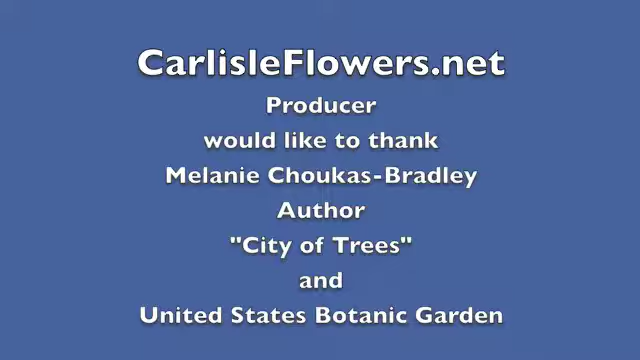 CarlisleFlowers.net
Producer
would like to thank
Melanie Choukas-Bradley
Author
"City of Trees"
and
United States Botanic Garden